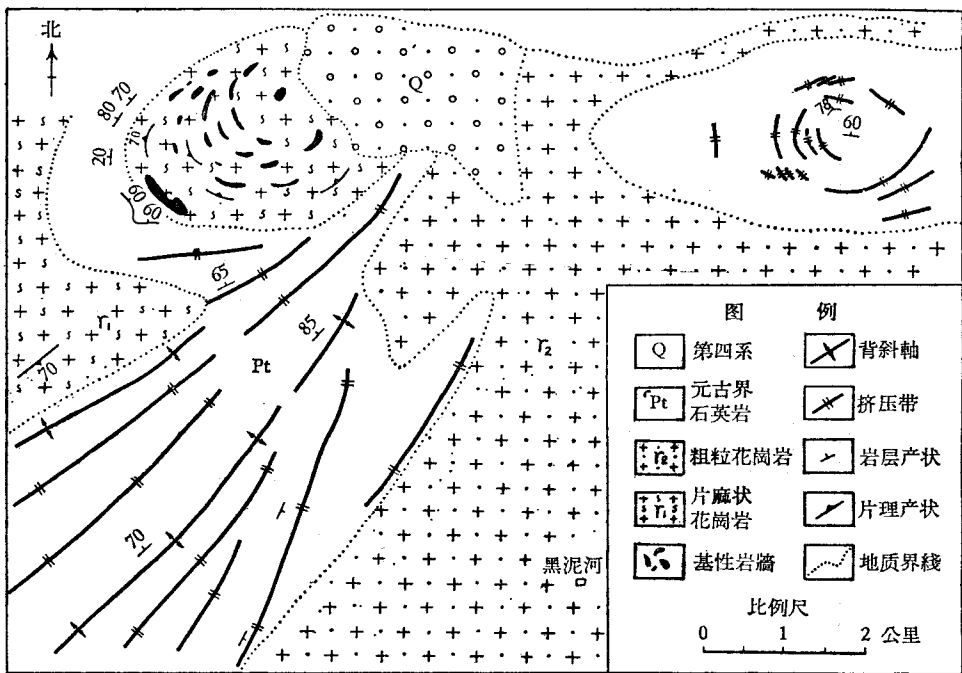 北
Q
80
70
70
20
60
60
70
60
65
r₁
70
85
Pt
r₂
70
黑泥河
图 例
Q 第四系
背斜軸
Pt 元古界
石英岩
挤压带
r₂ 粗粒花崗岩
岩层产状
r₁ 片麻状
花崗岩
片理产状
基性岩牆
地质界綫
比例尺
0 1 2 公里